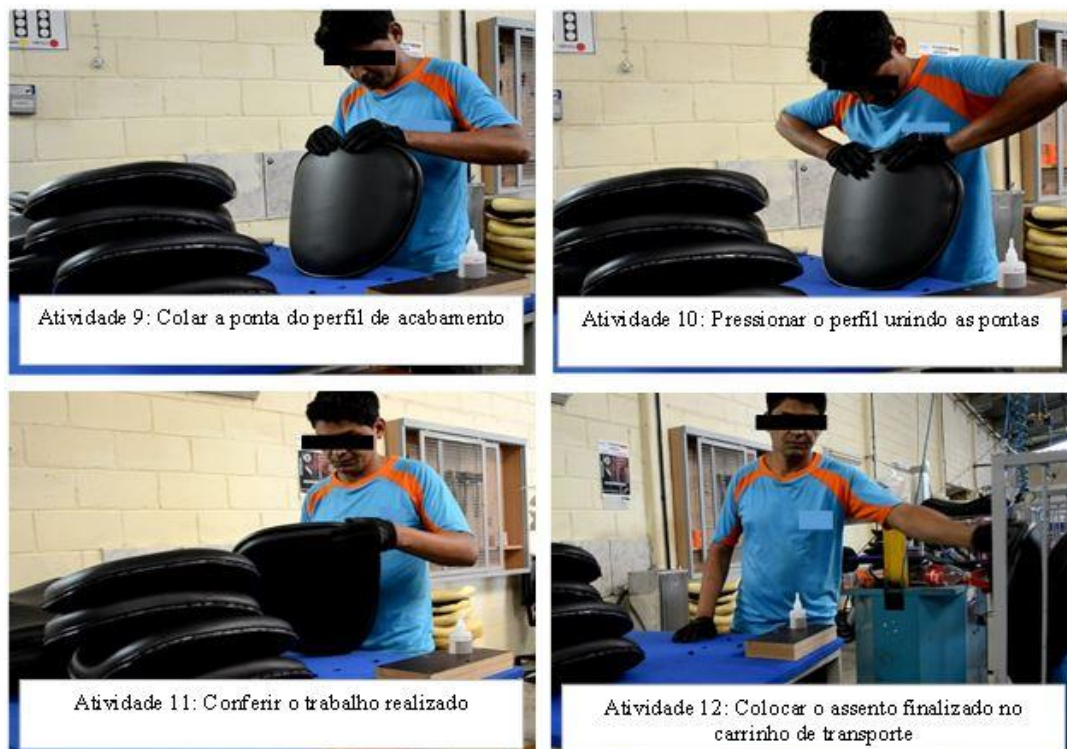 Atividade 9: Colar a ponta do perfil de acabamento
Atividade 10: Pressionar o perfil unindo as pontas
Atividade 11: Conferir o trabalho realizado
Atividade 12: Colocar o assento finalizado no
carrinho de transporte